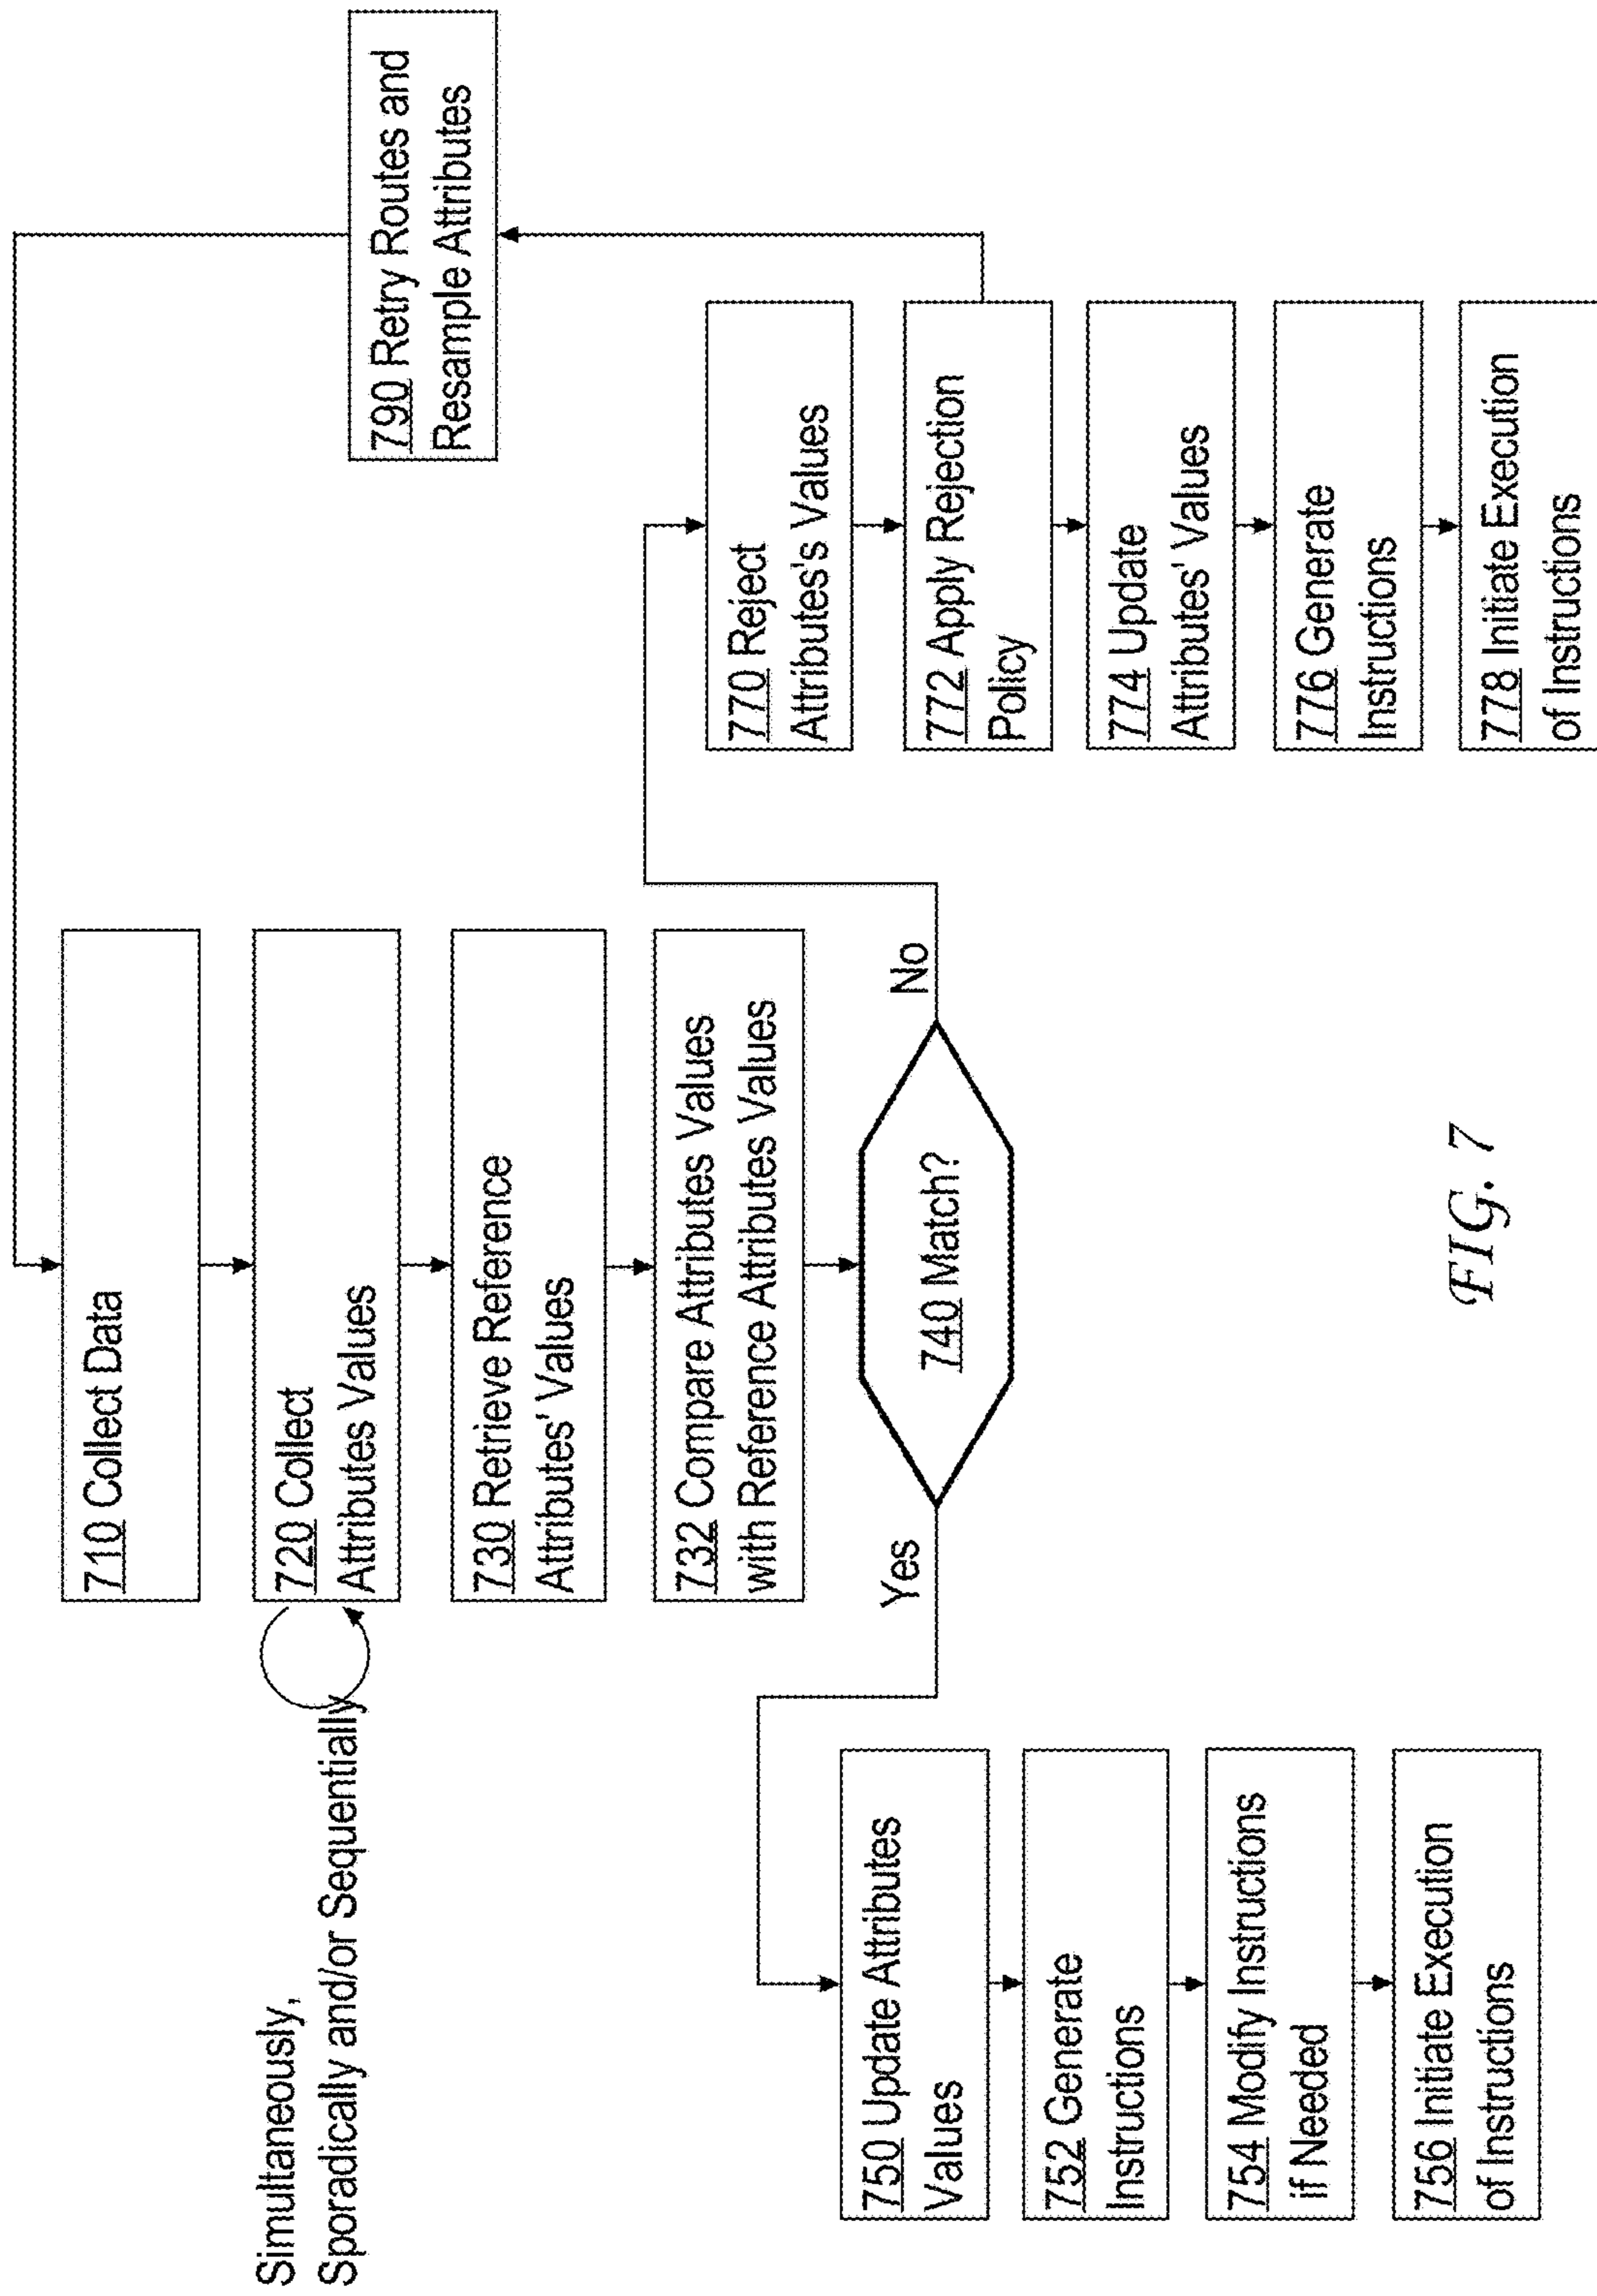 710 Collect Data
Simultaneously,
Sporadically and/or Sequentially
720 Collect
Attributes Values
730 Retrieve Reference
Attributes' Values
732 Compare Attributes Values
with Reference Attributes Values
740 Match?
Yes
No
750 Update Attributes
Values
752 Generate
Instructions
754 Modify Instructions
if Needed
756 Initiate Execution
of Instructions
770 Reject
Attributes's Values
772 Apply Rejection
Policy
774 Update
Attributes' Values
776 Generate
Instructions
778 Initiate Execution
of Instructions
790 Retry Routes and
Resample Attributes
FIG. 7